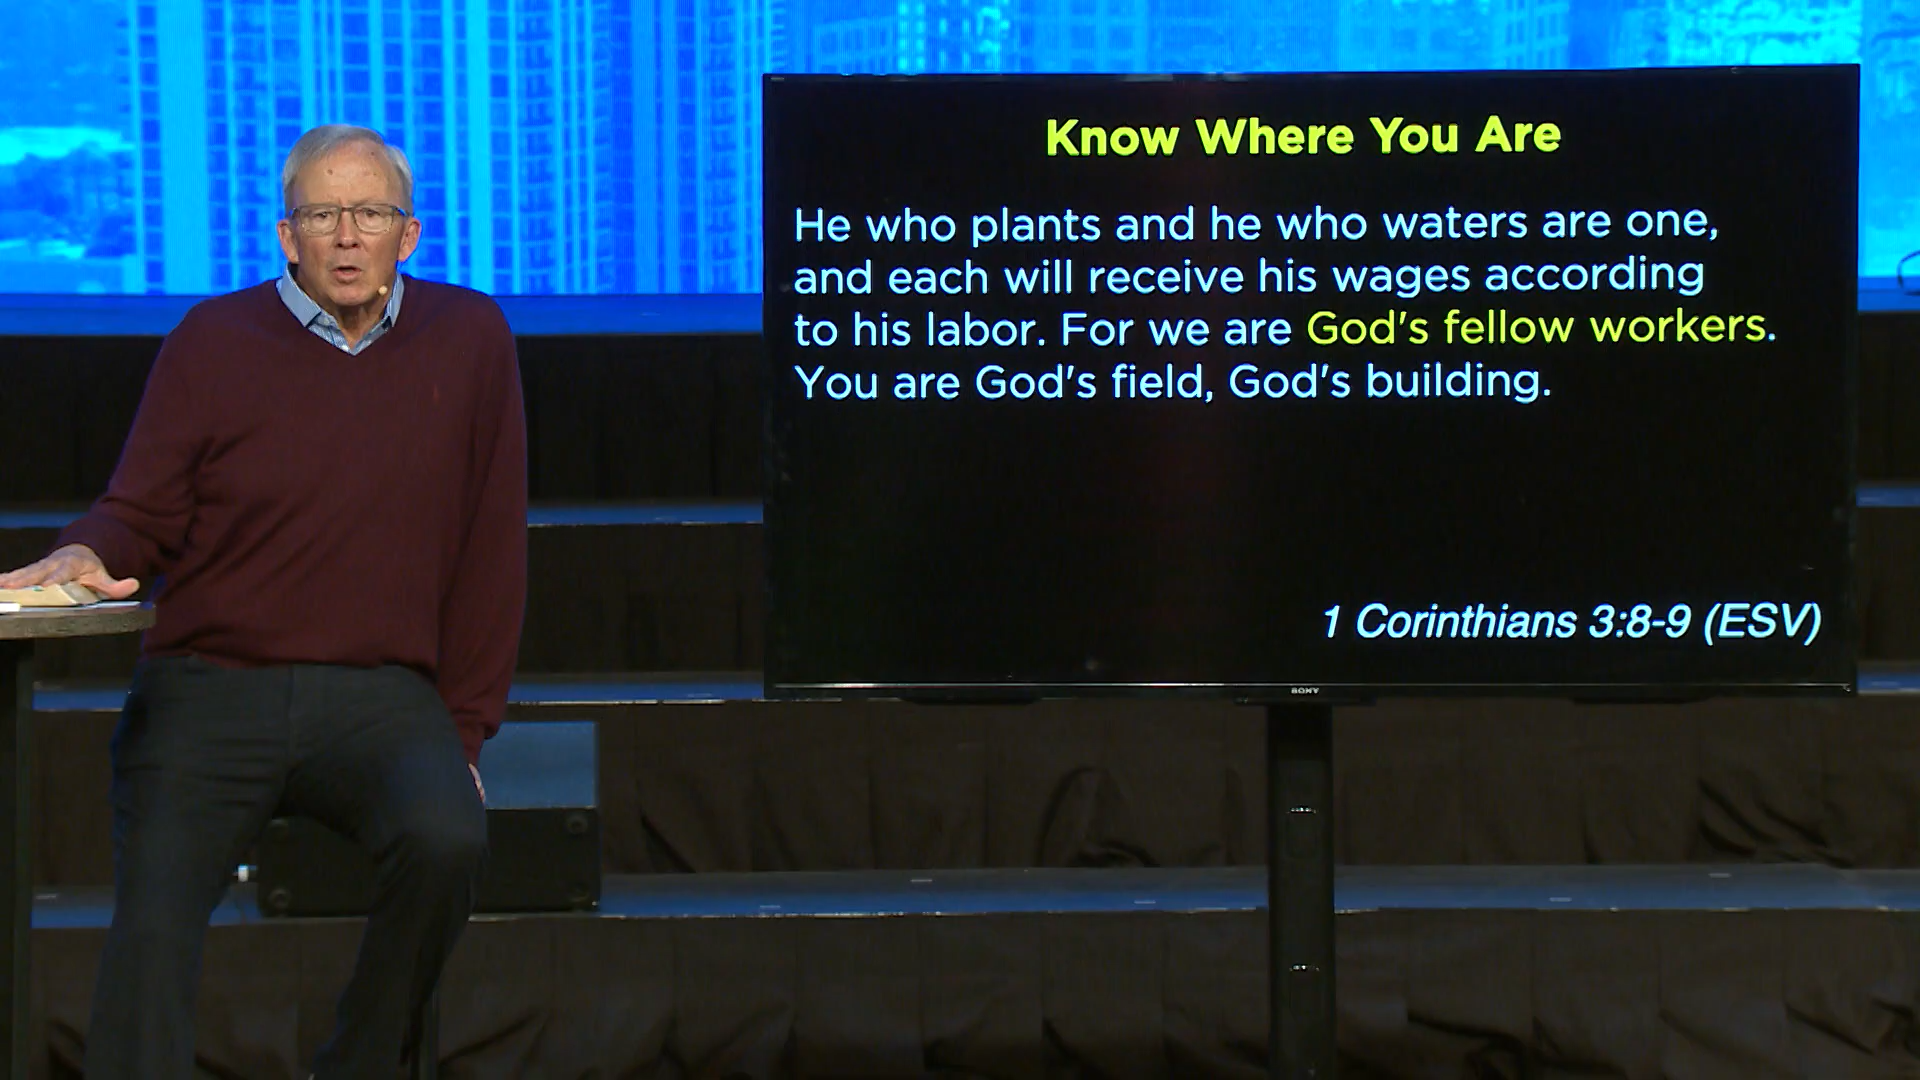 Know Where You Are
He who plants and he who waters are one,
and each will receive his wages according
to his labor. For we are God's fellow workers.
You are God's field, God's building.
1 Corinthians 3:8-9 (ESV)
SONY